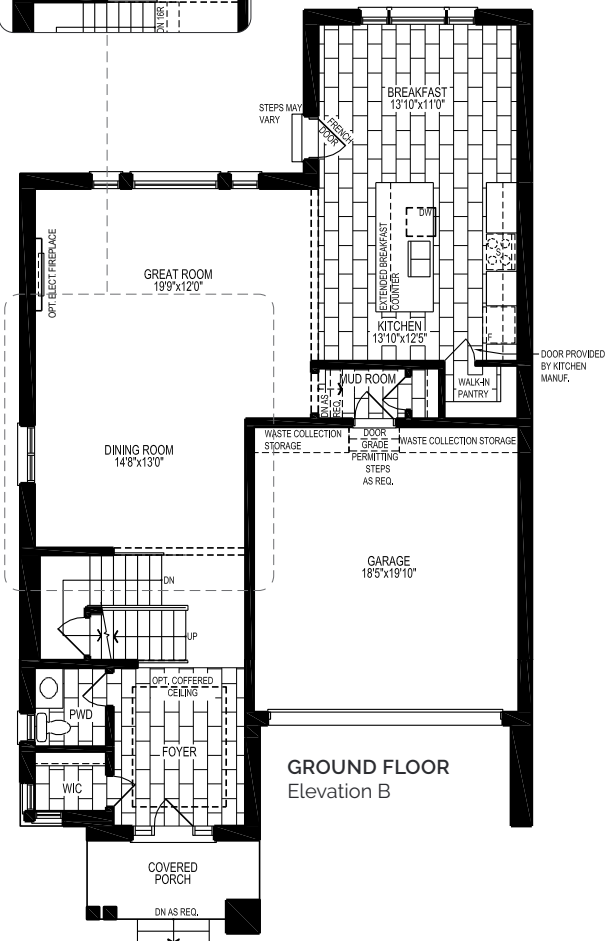 DN 16R
BREAKFAST
13'10"x11'0"
STEPS MAY
VARY
FRENCH
DOOR
DW
EXTENDED BREAKFAST
COUNTER
S
OPT. ELECT. FIREPLACE
GREAT ROOM
19'9"x12'0"
KITCHEN
13'10"x12'5"
F
DOOR PROVIDED
BY KITCHEN
MANUF.
MUD ROOM
DN AS
REQ.
WALK-IN
PANTRY
WASTE COLLECTION
STORAGE
DOOR
GRADE
PERMITTING
STEPS
AS REQ.
WASTE COLLECTION STORAGE
DINING ROOM
14'8"x13'0"
GARAGE
18'5"x19'10"
DN
UP
OPT. COFFERED
CEILING
PWD
FOYER
WIC
GROUND FLOOR
Elevation B
COVERED
PORCH
DN AS REQ.